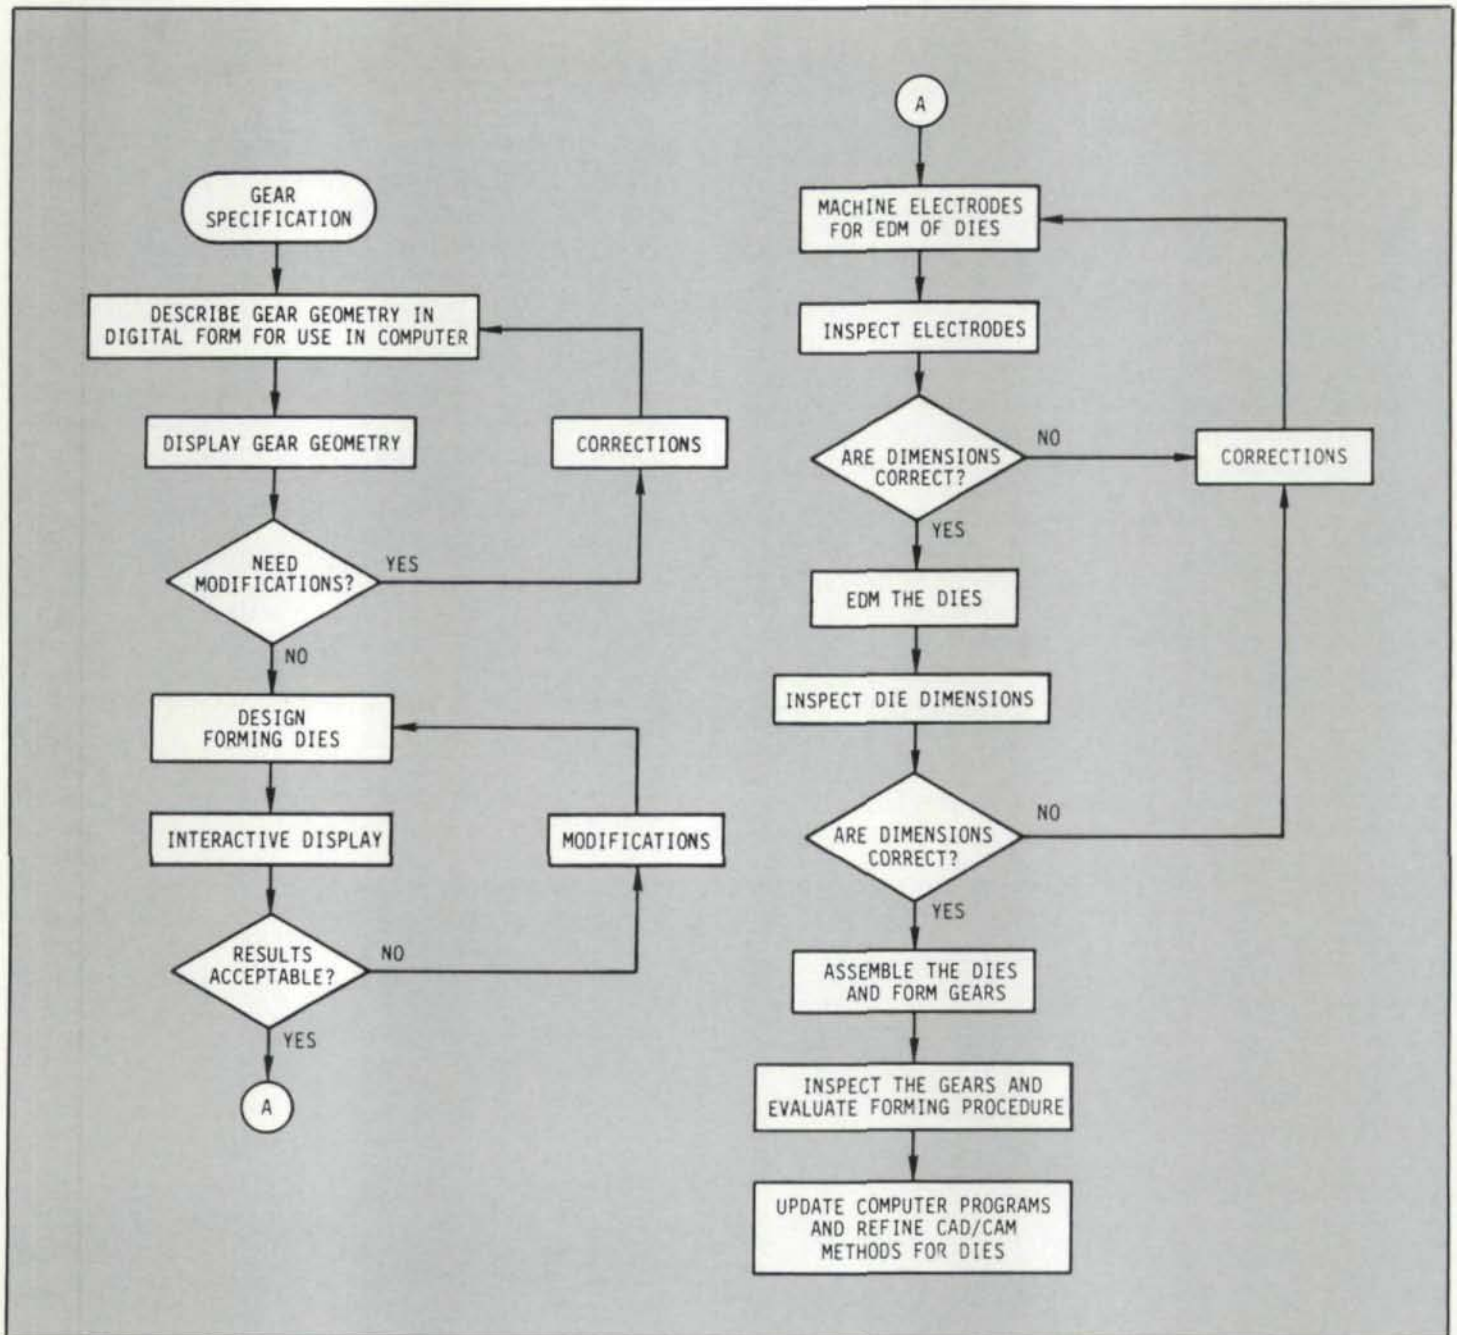 GEAR
SPECIFICATION
DESCRIBE GEAR GEOMETRY IN
DIGITAL FORM FOR USE IN COMPUTER
DISPLAY GEAR GEOMETRY
CORRECTIONS
NEED
MODIFICATIONS?
YES
NO
DESIGN
FORMING DIES
INTERACTIVE DISPLAY
MODIFICATIONS
RESULTS
ACCEPTABLE?
NO
YES
A
A
MACHINE ELECTRODES
FOR EDM OF DIES
INSPECT ELECTRODES
ARE DIMENSIONS
CORRECT?
NO
CORRECTIONS
YES
EDM THE DIES
INSPECT DIE DIMENSIONS
ARE DIMENSIONS
CORRECT?
NO
YES
ASSEMBLE THE DIES
AND FORM GEARS
INSPECT THE GEARS AND
EVALUATE FORMING PROCEDURE
UPDATE COMPUTER PROGRAMS
AND REFINE CAD/CAM
METHODS FOR DIES